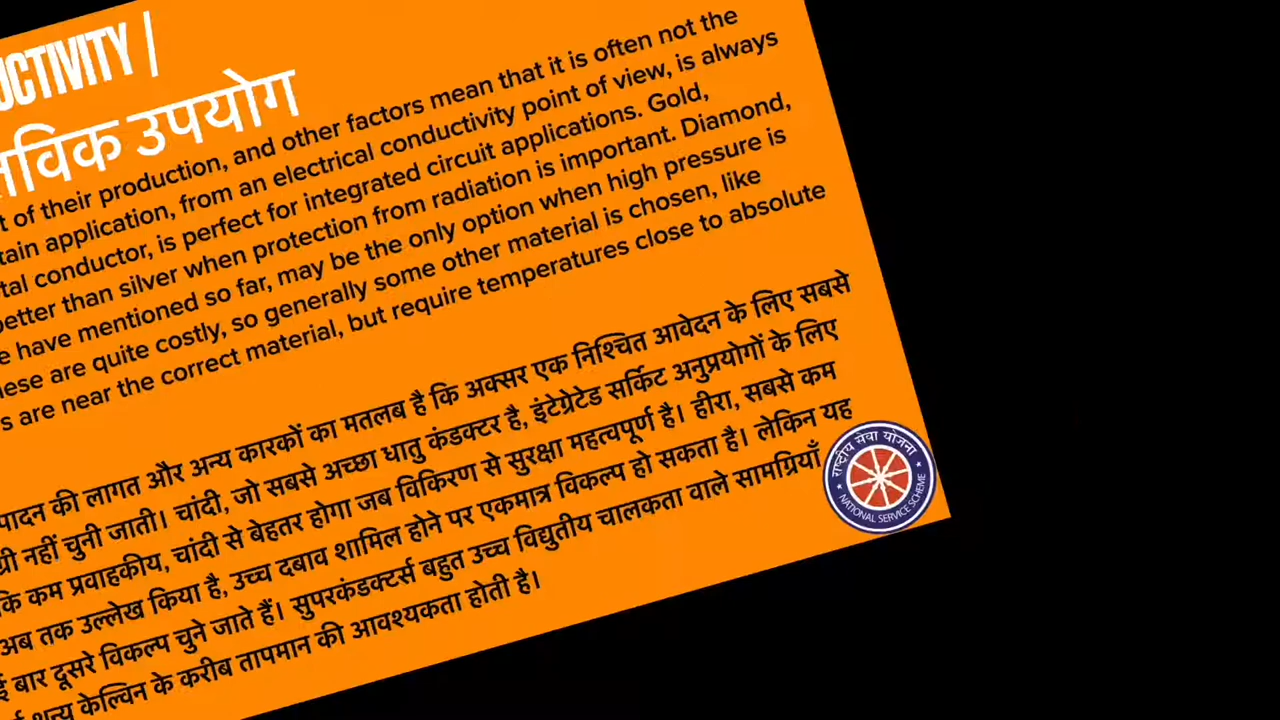 UCTIVITY /
विक उपयोग
t of their production, and other factors mean that it is often not the
tain application, from an electrical conductivity point of view, is always
tal conductor, is perfect for integrated circuit applications. Gold,
better than silver when protection from radiation is important. Diamond,
e have mentioned so far, may be the only option when high pressure is
hese are quite costly, so generally some other material is chosen, like
s are near the correct material, but require temperatures close to absolute
पादन की लागत और अन्य कारकों का मतलब है कि अक्सर एक निश्चित आवेदन के लिए सबसे
ग्री नहीं चुनी जाती। चांदी, जो सबसे अच्छा धातु कंडक्टर है, इंटेग्रेटेड सर्किट अनुप्रयोगों के लिए
कि कम प्रवाहकीय, चांदी से बेहतर होगा जब विकिरण से सुरक्षा महत्वपूर्ण है। हीरा, सबसे कम
अब तक उल्लेख किया है, उच्च दबाव शामिल होने पर एकमात्र विकल्प हो सकता है। लेकिन यह
ई बार दूसरे विकल्प चुने जाते हैं। सुपरकंडक्टर्स बहुत उच्च विद्युतीय चालकता वाले सामग्रियाँ
शून्य केल्विन के करीब तापमान की आवश्यकता होती है।
राष्ट्रीय सेवा योजना
NATIONAL SERVICE SCHEME